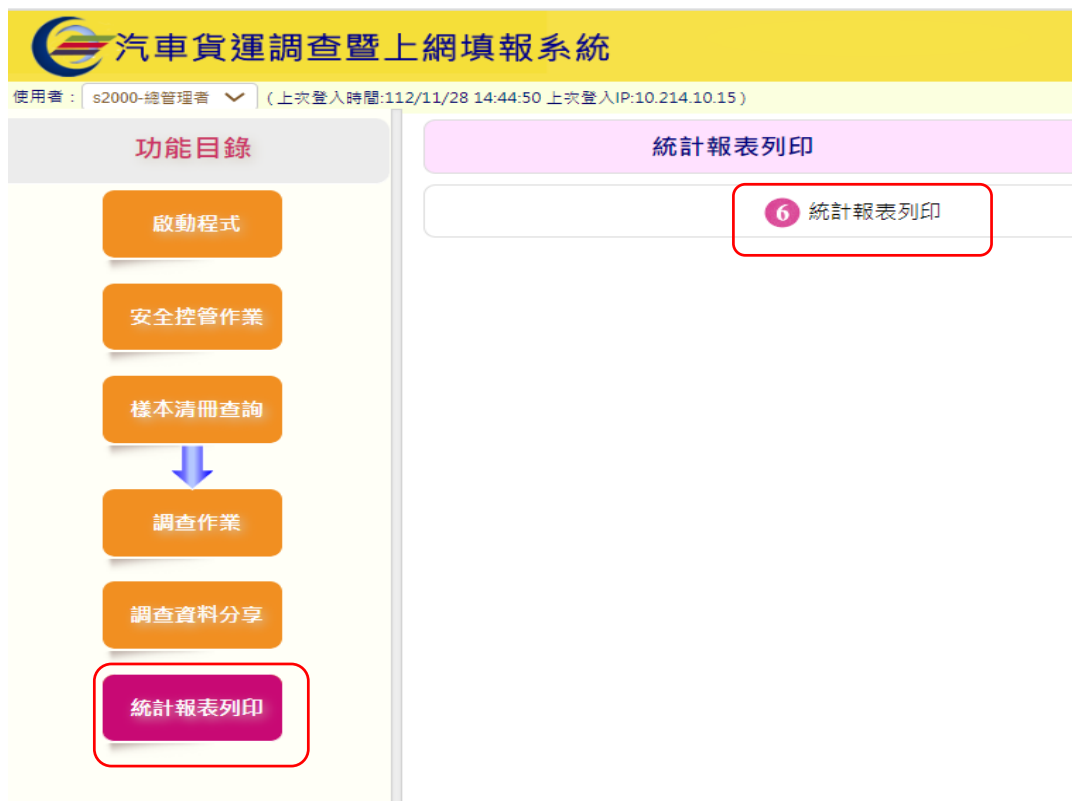 汽車貨運調查暨上網填報系統
使用者： s2000-總管理者 (上次登入時間:112/11/28 14:44:50 上次登入IP:10.214.10.15)
功能目錄
啟動程式
安全控管作業
樣本清冊查詢
調查作業
調查資料分享
統計報表列印
統計報表列印
6 統計報表列印